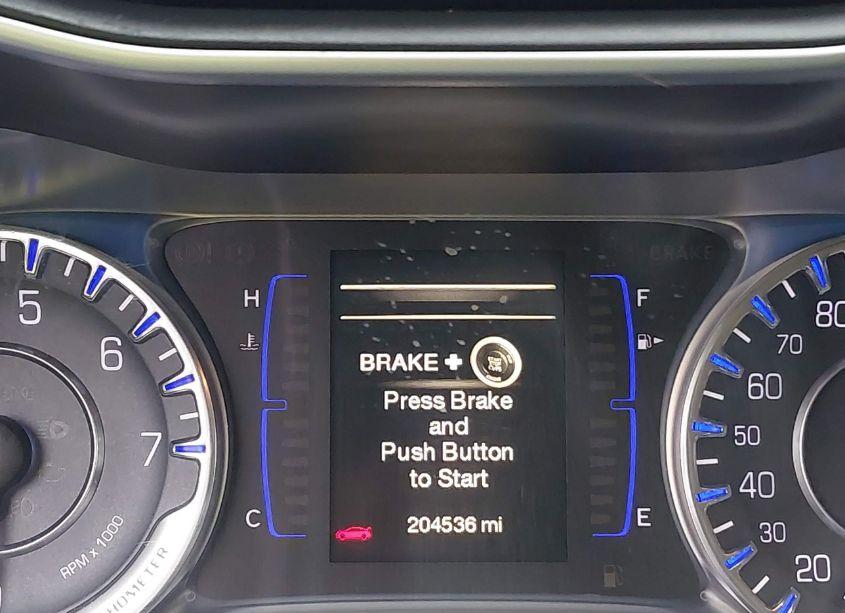 BRAKE
H
F
5
80
6
70
BRAKE +
60
Press Brake
and
Push Button
to Start
7
50
40
C
204536 mi
E
30
20
RPM x 1000